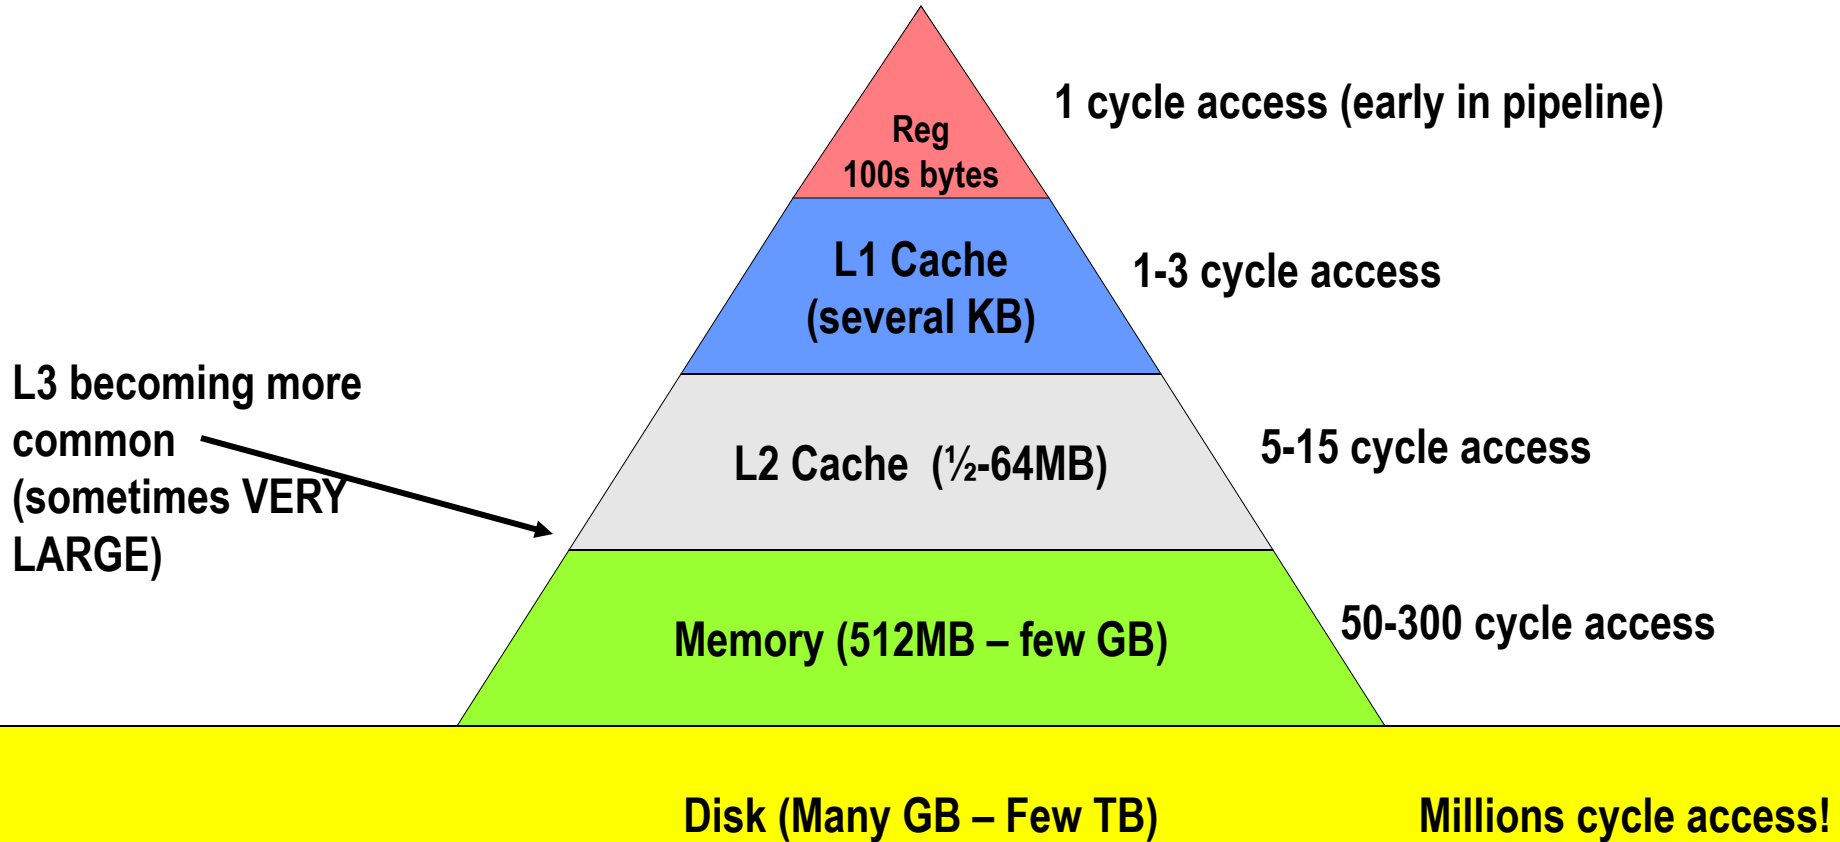 Reg
100s bytes
1 cycle access (early in pipeline)
L1 Cache
(several KB)
1-3 cycle access
L3 becoming more
common
(sometimes VERY
LARGE)
L2 Cache (½-64MB)
5-15 cycle access
Memory (512MB – few GB)
50-300 cycle access
Disk (Many GB – Few TB)
Millions cycle access!